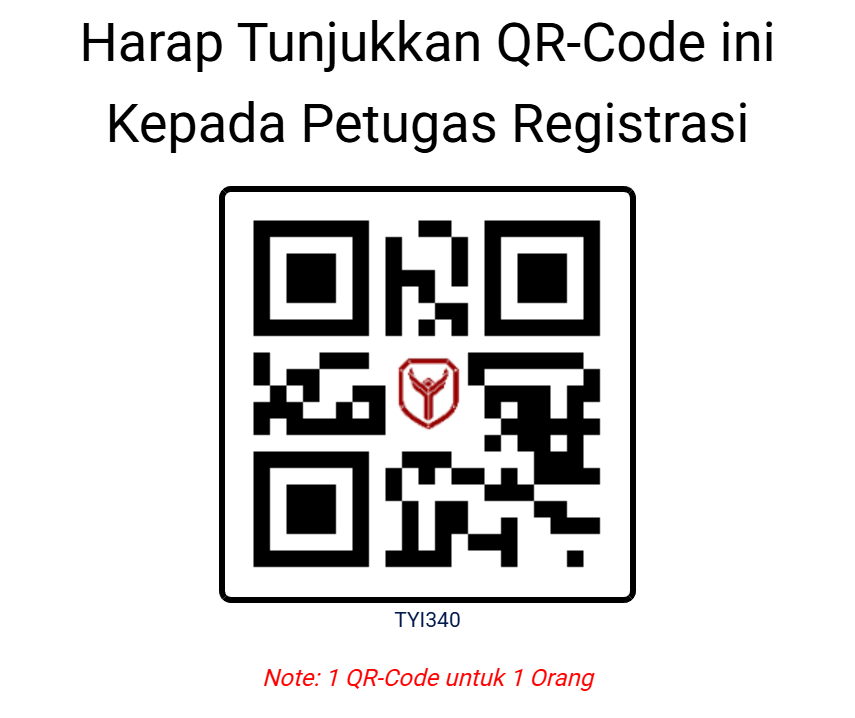 Harap Tunjukkan QR-Code ini
Kepada Petugas Registrasi
TYI340
Note: 1 QR-Code untuk 1 Orang